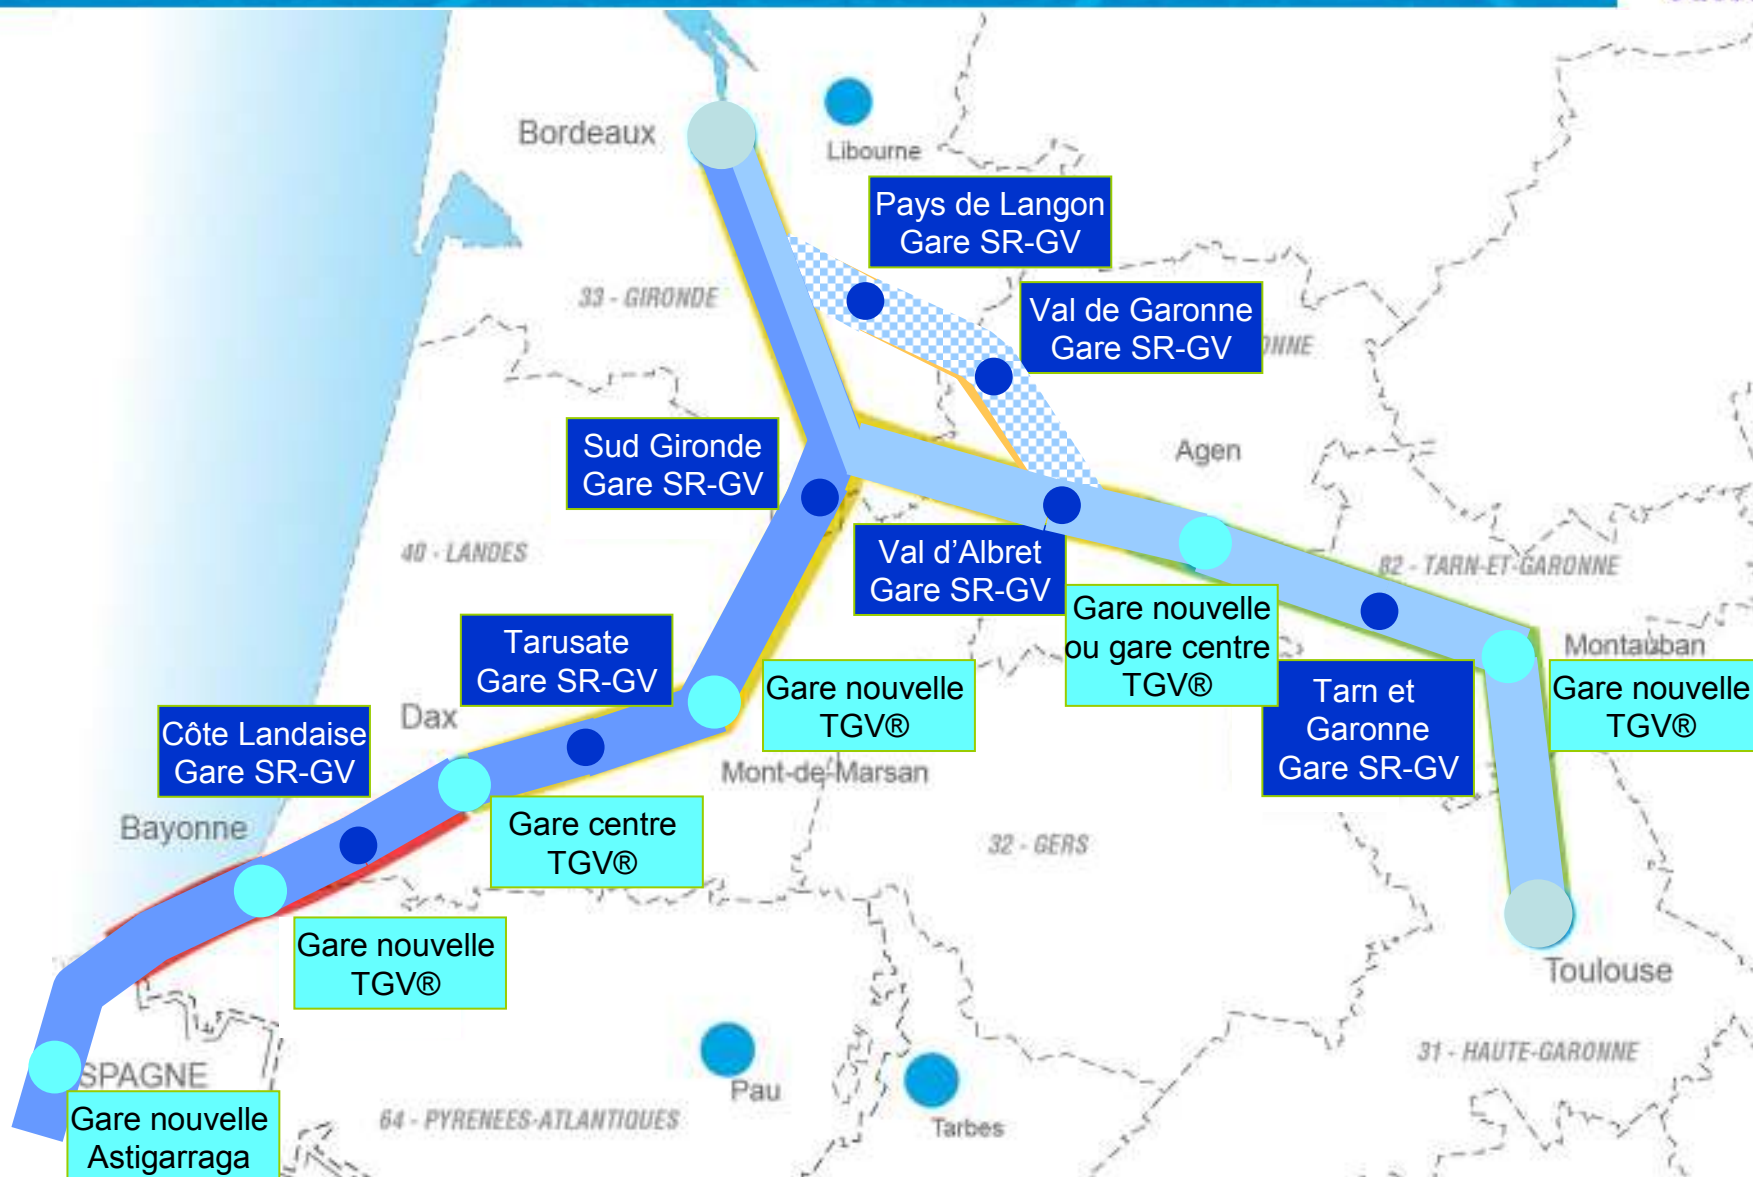 Bordeaux
Libourne
Pays de Langon
Gare SR-GV
33 - GIRONDE
Val de Garonne
Gare SR-GV
Sud Gironde
Gare SR-GV
Agen
40 - LANDES
Val d'Albret
Gare SR-GV
82 - TARN-ET-GARONNE
Gare nouvelle
ou gare centre
TGV®
Tarusate
Gare SR-GV
Montauban
Gare nouvelle
TGV®
Tarn et
Garonne
Gare SR-GV
Gare nouvelle
TGV®
Dax
Côte Landaise
Gare SR-GV
Mont-de-Marsan
Bayonne
Gare centre
TGV®
32 - GERS
Gare nouvelle
TGV®
Toulouse
31 - HAUTE-GARONNE
SPAGNE
Pau
Gare nouvelle
Astigarraga
64 - PYRENEES-ATLANTIQUES
Tarbes